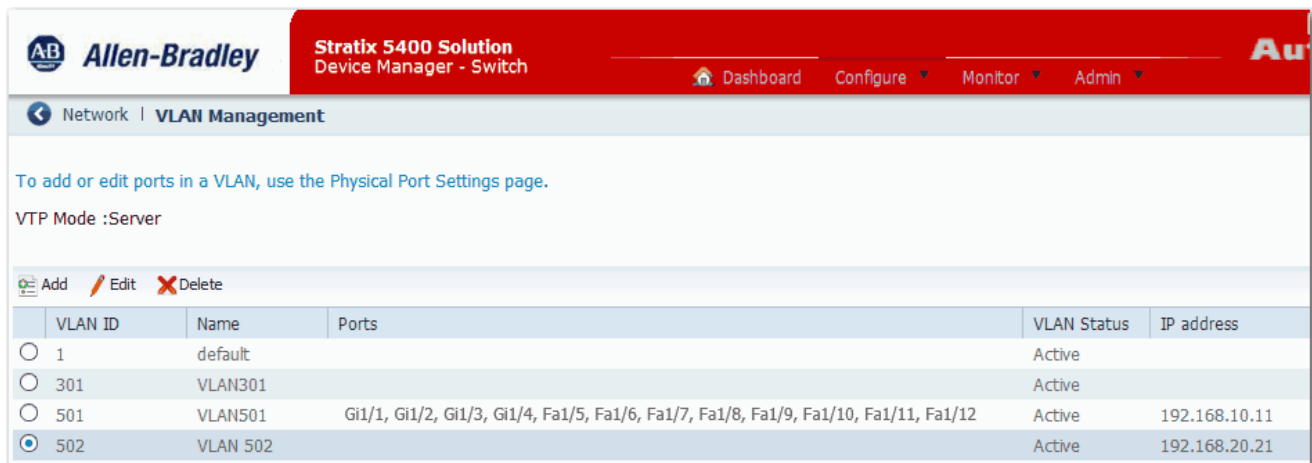 AB Allen-Bradley
Stratix 5400 Solution
Device Manager - Switch
Dashboard Configure Monitor Admin
Network | VLAN Management
To add or edit ports in a VLAN, use the Physical Port Settings page.
VTP Mode :Server
Add Edit Delete
VLAN ID Name Ports VLAN Status IP address
1 default Active
301 VLAN301 Active
501 VLAN501 Gi1/1, Gi1/2, Gi1/3, Gi1/4, Fa1/5, Fa1/6, Fa1/7, Fa1/8, Fa1/9, Fa1/10, Fa1/11, Fa1/12 Active 192.168.10.11
502 VLAN 502 Active 192.168.20.21